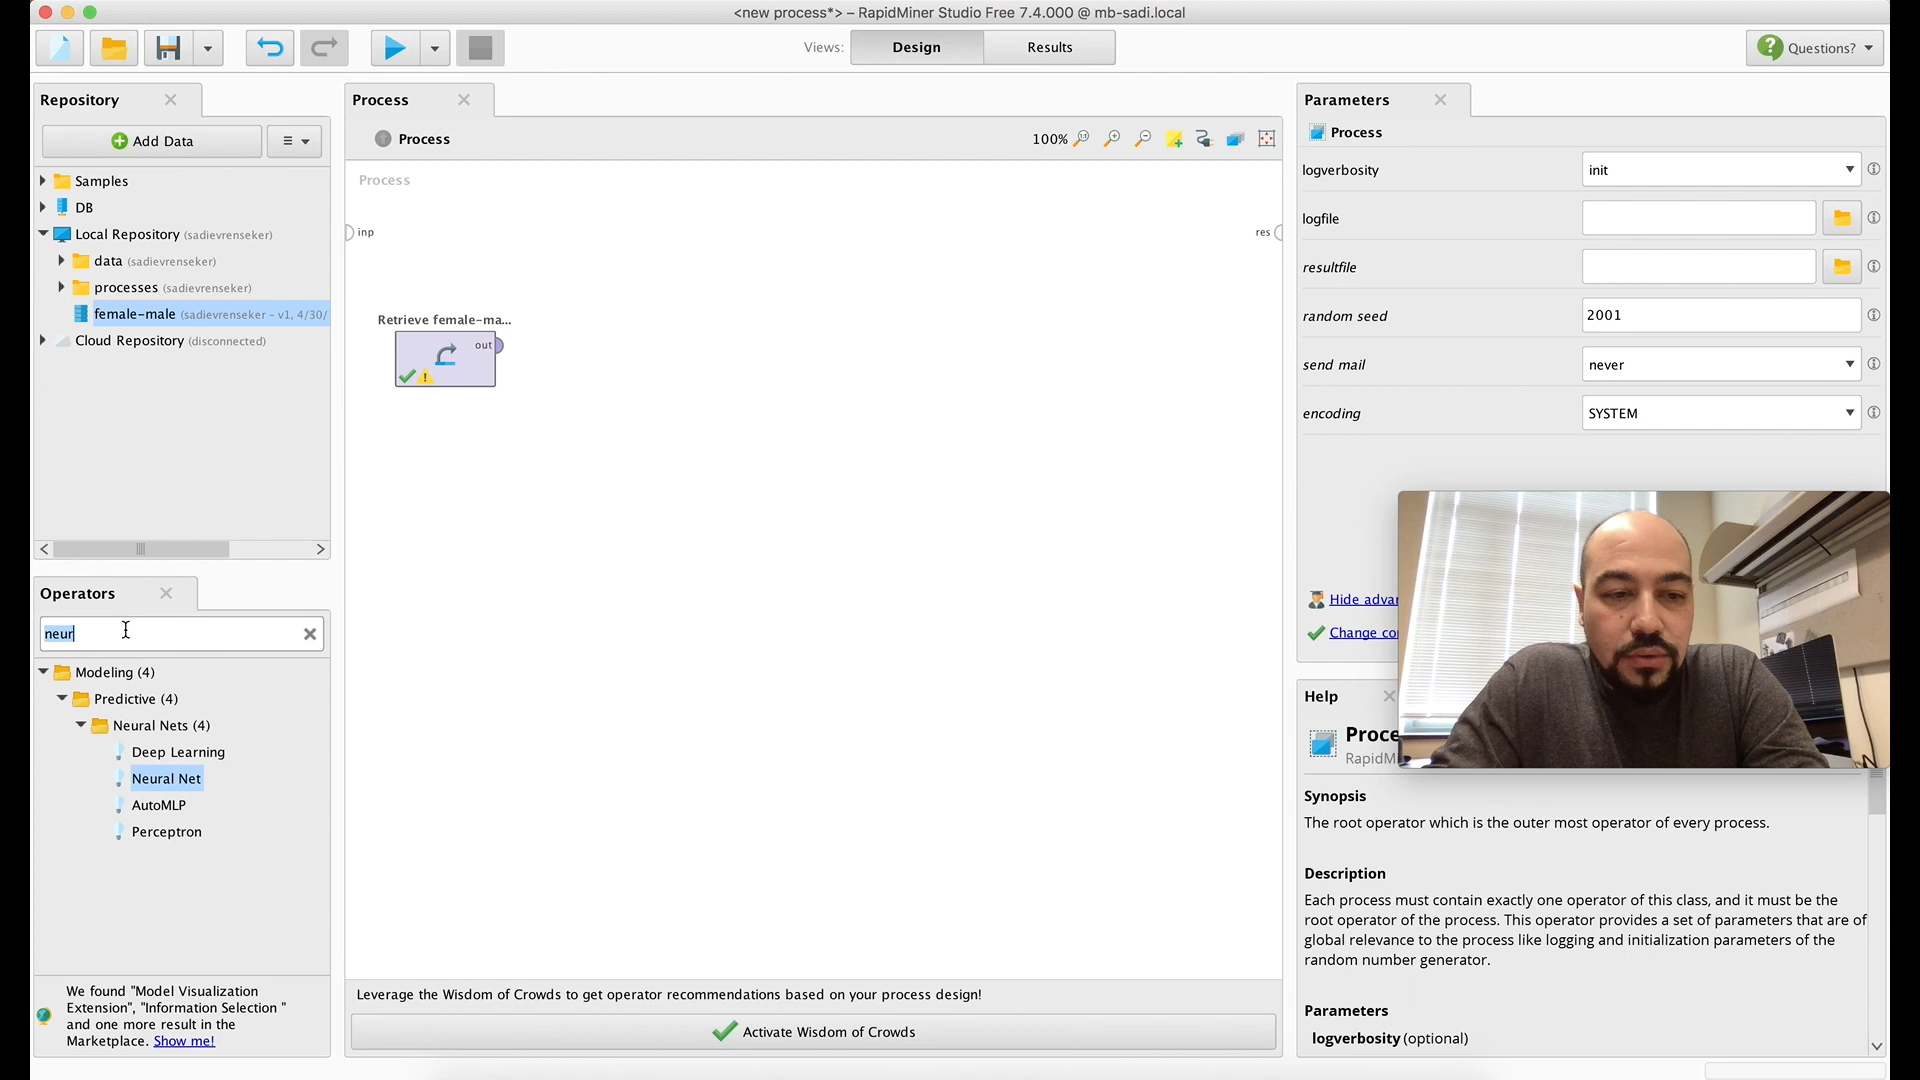 <new process*> – RapidMiner Studio Free 7.4.000 @ mb-sadi.local
Views:
Design
Results
Questions?
Repository
Add Data
Samples
DB
Local Repository (sadievrenseker)
data (sadievrenseker)
processes (sadievrenseker)
female-male (sadievrenseker – v1, 4/30/
Cloud Repository (disconnected)
Operators
neur
Modeling (4)
Predictive (4)
Neural Nets (4)
Deep Learning
Neural Net
AutoMLP
Perceptron
We found "Model Visualization
Extension", "Information Selection "
and one more result in the
Marketplace. Show me!
Process
Process
100%
Process
inp
res
Retrieve female-ma...
out
Leverage the Wisdom of Crowds to get operator recommendations based on your process design!
Activate Wisdom of Crowds
Parameters
Process
logverbosity
init
logfile
resultfile
random seed
2001
send mail
never
encoding
SYSTEM
Hide advan
Change co
Help
Proce
RapidMi
Synopsis
The root operator which is the outer most operator of every process.
Description
Each process must contain exactly one operator of this class, and it must be the
root operator of the process. This operator provides a set of parameters that are of
global relevance to the process like logging and initialization parameters of the
random number generator.
Parameters
logverbosity (optional)